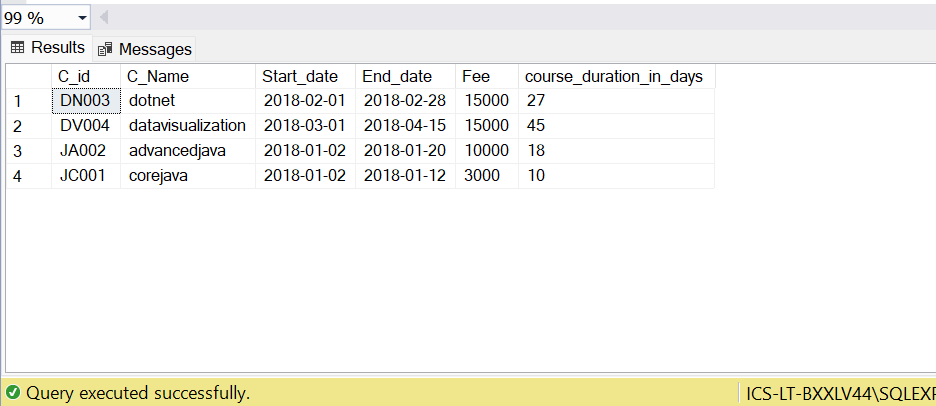 99 %
Results Messages
C_id C_Name Start_date End_date Fee course_duration_in_days
1 DN003 dotnet 2018-02-01 2018-02-28 15000 27
2 DV004 datavisualization 2018-03-01 2018-04-15 15000 45
3 JA002 advancedjava 2018-01-02 2018-01-20 10000 18
4 JC001 corejava 2018-01-02 2018-01-12 3000 10
Query executed successfully. ICS-LT-BXXLV44\SQLEXP